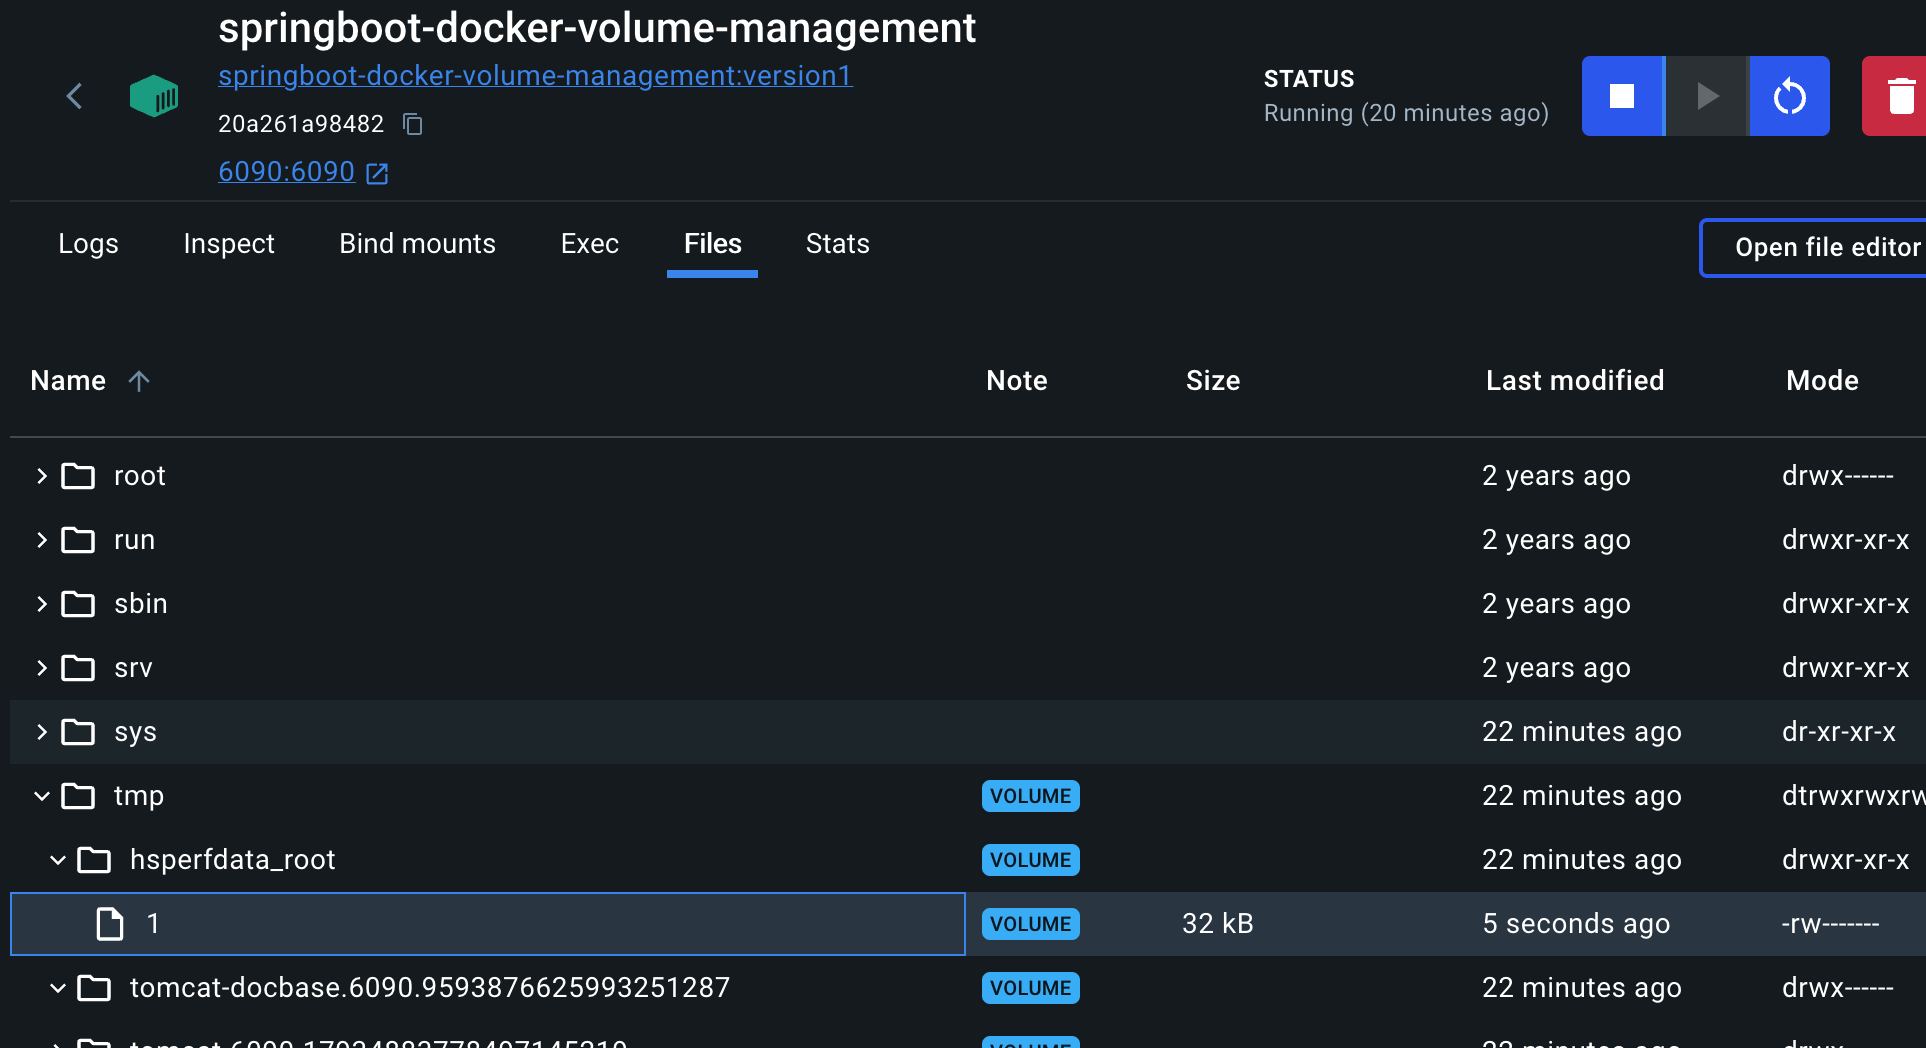 springboot-docker-volume-management
springboot-docker-volume-management:version1
20a261a98482
6090:6090
STATUS
Running (20 minutes ago)
Logs Inspect Bind mounts Exec Files Stats
Open file editor
Name Note Size Last modified Mode
root 2 years ago drwx------
run 2 years ago drwxr-xr-x
sbin 2 years ago drwxr-xr-x
srv 2 years ago drwxr-xr-x
sys 22 minutes ago dr-xr-xr-x
tmp VOLUME 22 minutes ago dtrwxrwxrw
hsperfdata_root VOLUME 22 minutes ago drwxr-xr-x
1 VOLUME 32 kB 5 seconds ago -rw-------
tomcat-docbase.6090.9593876625993251287 VOLUME 22 minutes ago drwx------
VOLUME 22 minutes ago